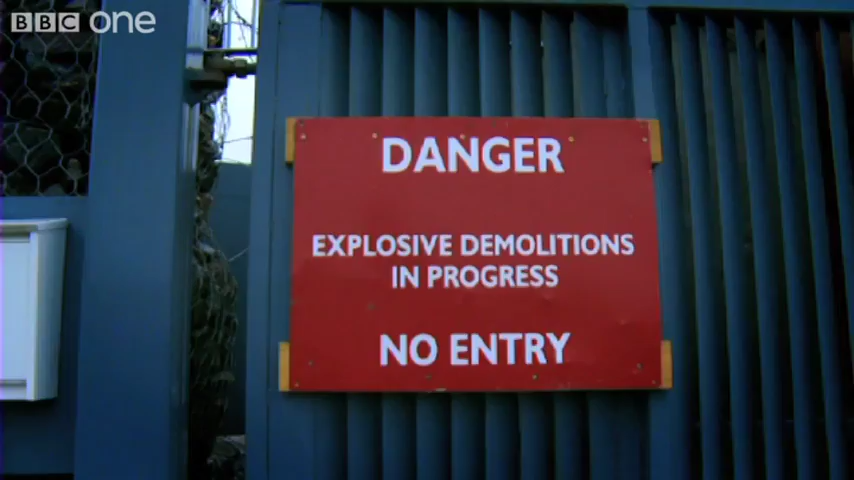 BBC one
DANGER
EXPLOSIVE DEMOLITIONS
IN PROGRESS
NO ENTRY